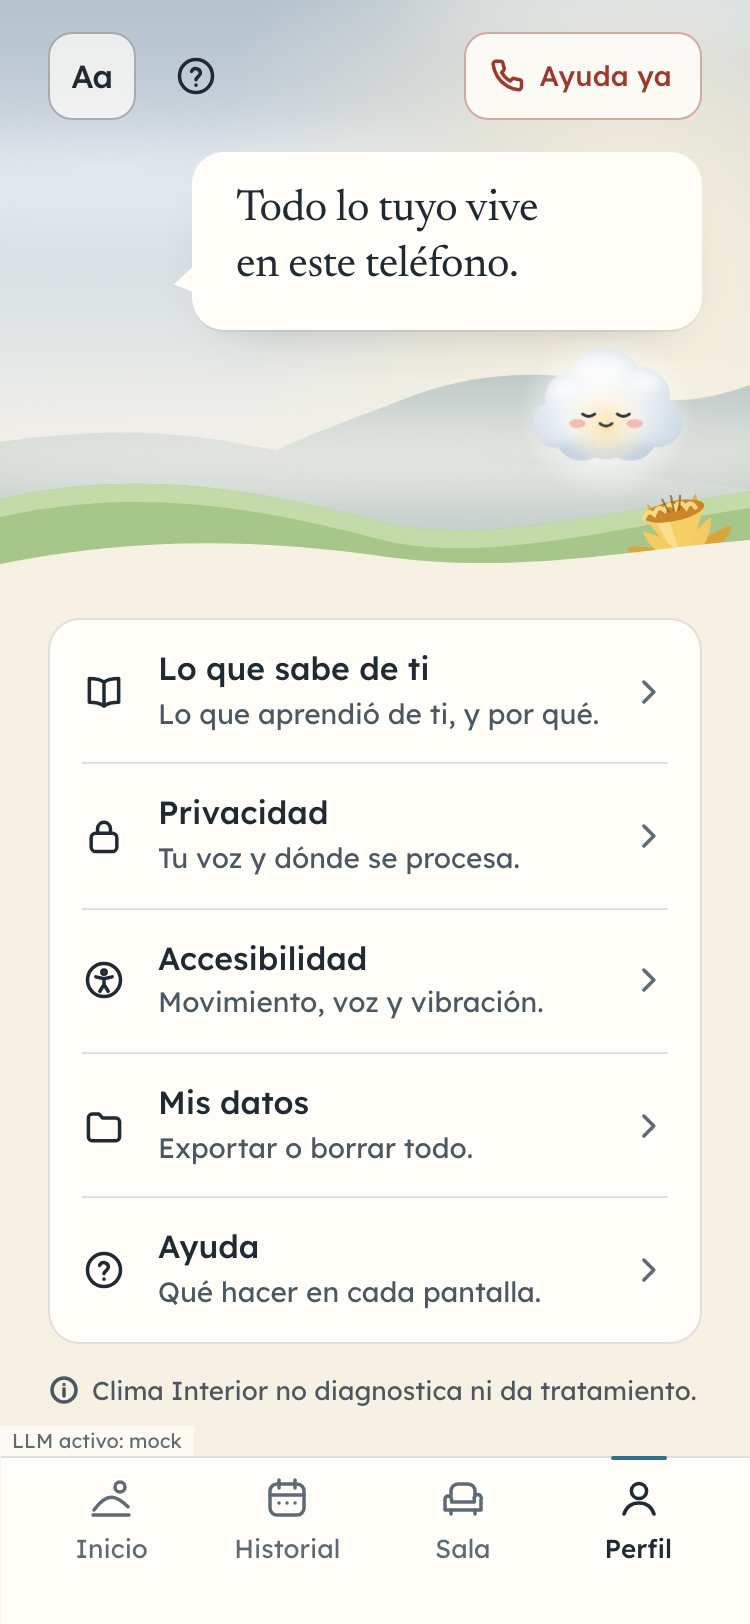 Aa
Ayuda ya
Todo lo tuyo vive
en este teléfono.
Lo que sabe de ti
Lo que aprendió de ti, y por qué.
Privacidad
Tu voz y dónde se procesa.
Accesibilidad
Movimiento, voz y vibración.
Mis datos
Exportar o borrar todo.
Ayuda
Qué hacer en cada pantalla.
Clima Interior no diagnostica ni da tratamiento.
LLM activo: mock
Inicio
Historial
Sala
Perfil